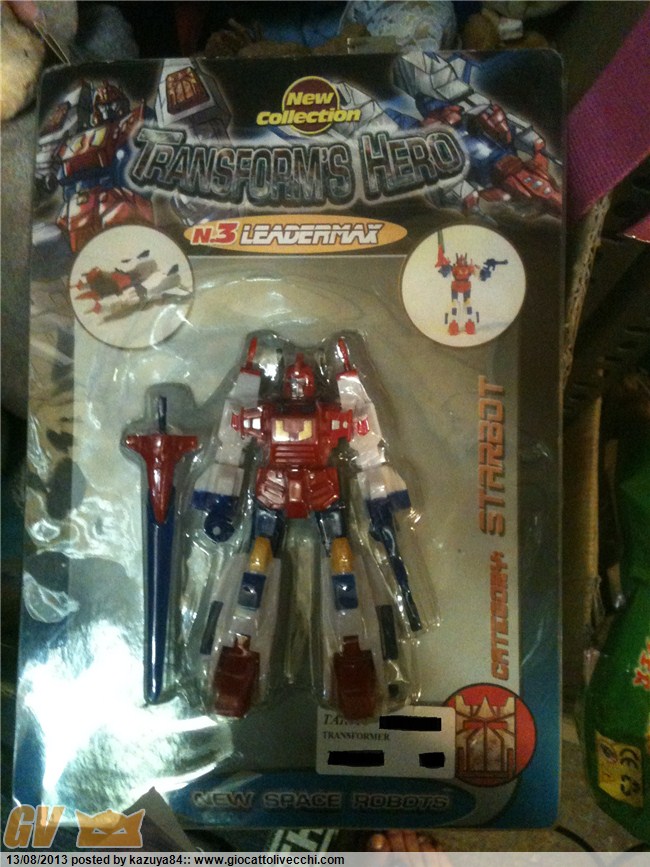 New
Collection
TRANSFORM'S HERO
N.3 LEADERMAX
CATEGORY: STARBOT
TRANSFORMER
NEW SPACE ROBOTS
GV
13/08/2013 posted by kazuya84:: www.giocattolivecchi.com